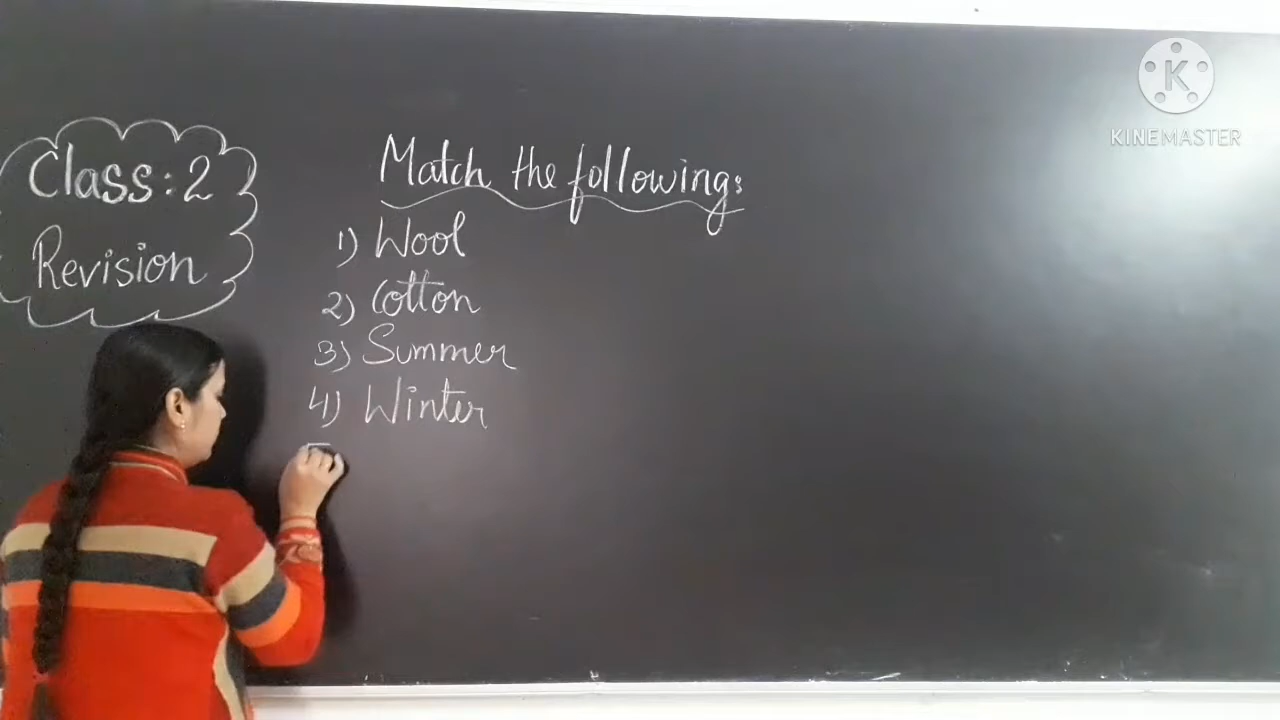 Class: 2
Revision
Match the following:
1) Wool
2) Cotton
3) Summer
4) Winter
KINEMASTER